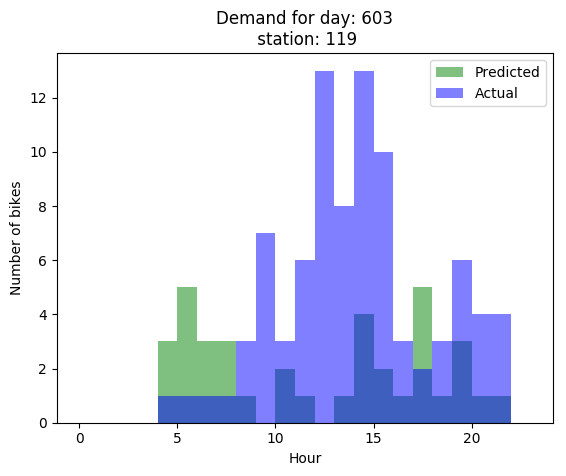 Demand for day: 603
station: 119
Predicted
Actual
Number of bikes
12
10
8
6
4
2
0
0
5
10
15
20
Hour